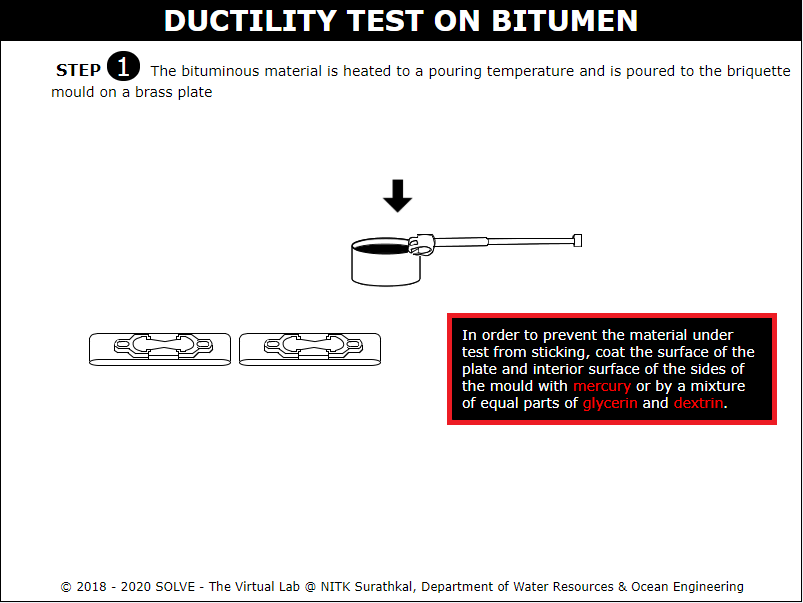 DUCTILITY TEST ON BITUMEN
STEP 1 The bituminous material is heated to a pouring temperature and is poured to the briquette
mould on a brass plate
In order to prevent the material under
test from sticking, coat the surface of the
plate and interior surface of the sides of
the mould with mercury or by a mixture
of equal parts of glycerin and dextrin.
© 2018 - 2020 SOLVE - The Virtual Lab @ NITK Surathkal, Department of Water Resources & Ocean Engineering